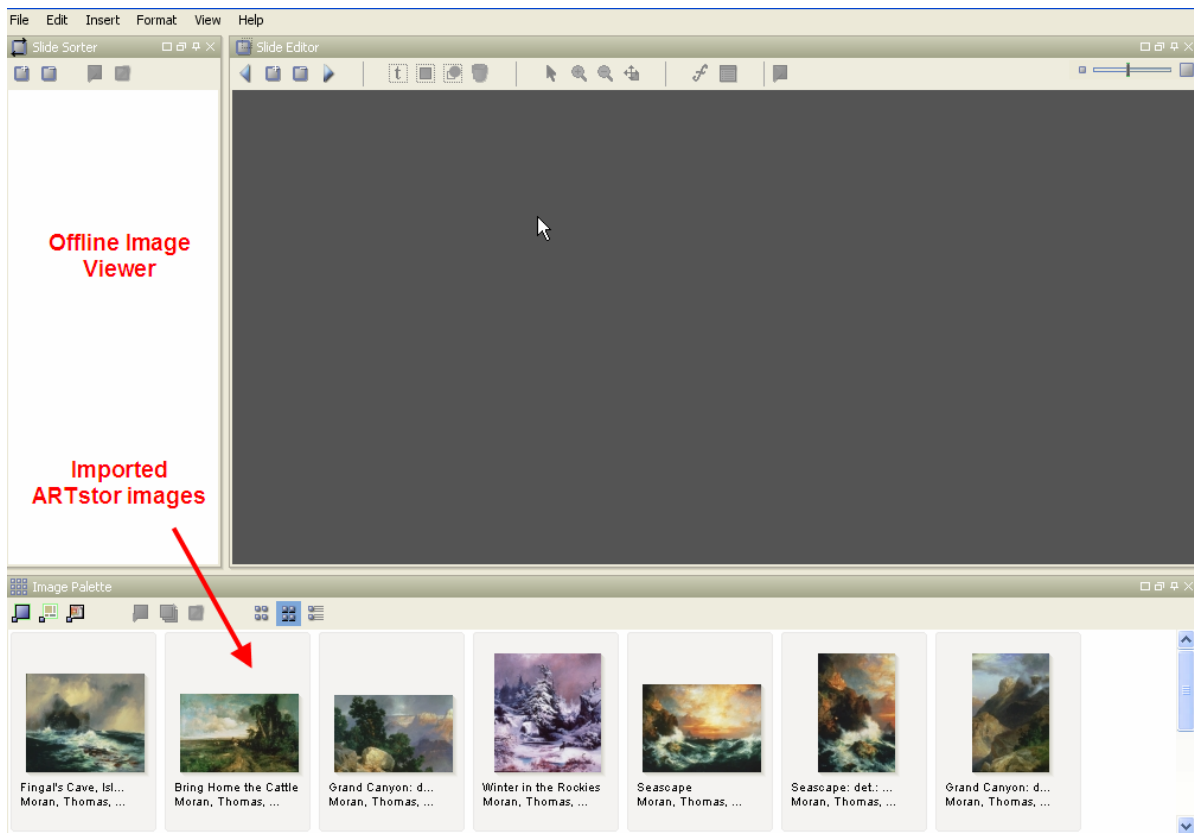 File Edit Insert Format View Help
Slide Sorter
Slide Editor
t
f
Offline Image
Viewer
Imported
ARTstor images
Image Palette
Fingal's Cave, Isl...
Moran, Thomas, ...
Bring Home the Cattle
Moran, Thomas, ...
Grand Canyon: d...
Moran, Thomas, ...
Winter in the Rockies
Moran, Thomas, ...
Seascape
Moran, Thomas, ...
Seascape: det.: ...
Moran, Thomas, ...
Grand Canyon: d...
Moran, Thomas, ...